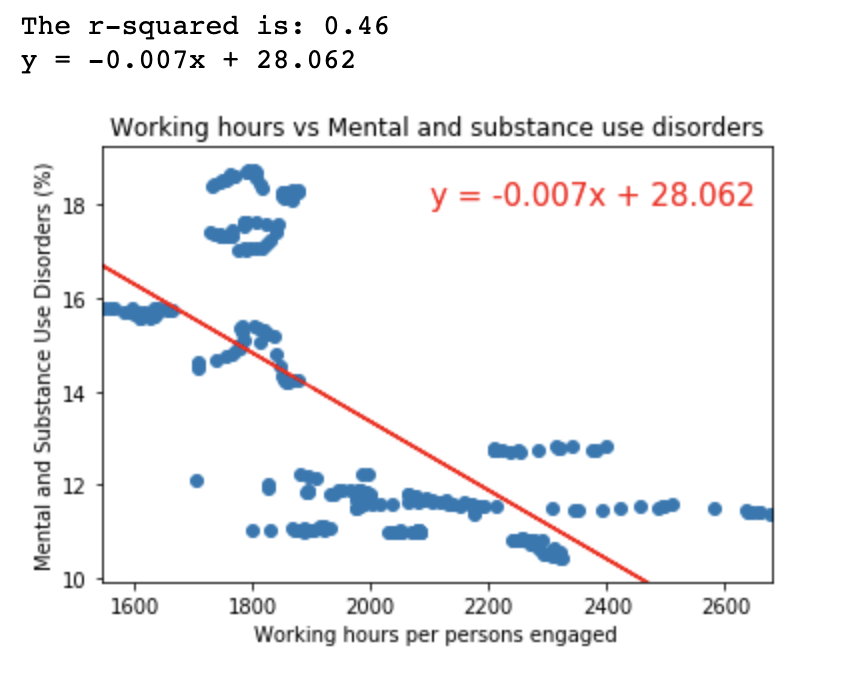 The r-squared is: 0.46
y = -0.007x + 28.062
Working hours vs Mental and substance use disorders
y = -0.007x + 28.062
Mental and Substance Use Disorders (%)
18
16
14
12
10
1600 1800 2000 2200 2400 2600
Working hours per persons engaged